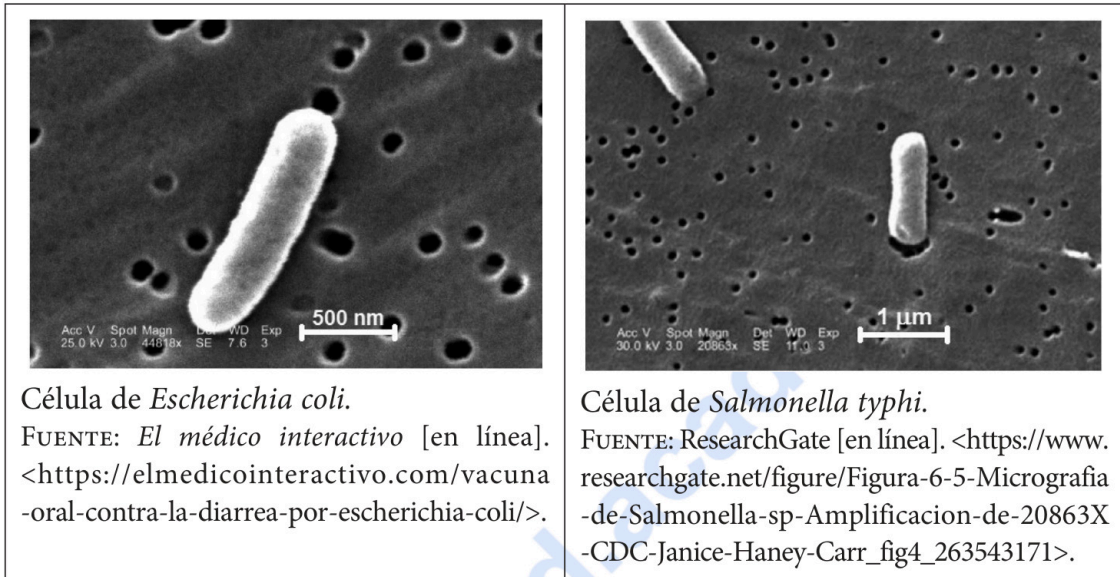 500 nm
Acc V Spot Magn Det WD Exp
25.0 kV 3.0 44818x SE 7.6 3
Célula de Escherichia coli.
FUENTE: El médico interactivo [en línea].
<https://elmedicointeractivo.com/vacuna
-oral-contra-la-diarrea-por-escherichia-coli/>.
1 µm
Acc V Spot Magn Det WD Exp
30.0 kV 3.0 20863x SE 11.0 3
Célula de Salmonella typhi.
FUENTE: ResearchGate [en línea]. <https://www.
researchgate.net/figure/Figura-6-5-Micrografia
-de-Salmonella-sp-Amplificacion-de-20863X
-CDC-Janice-Haney-Carr_fig4_263543171>.